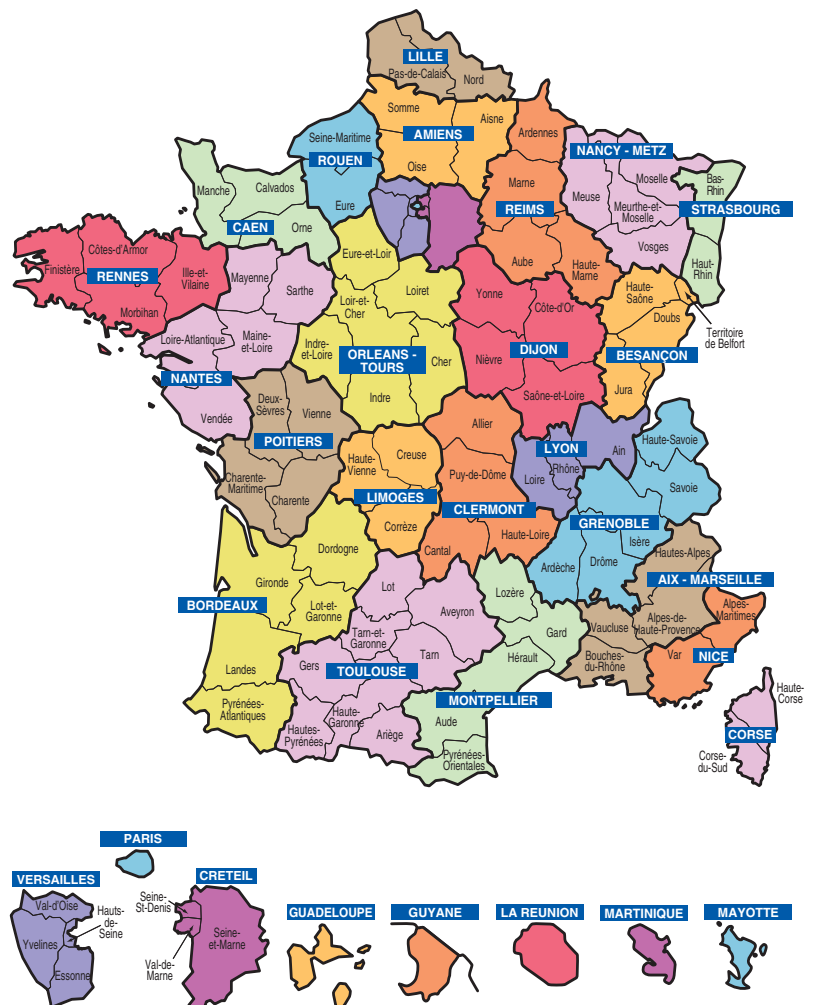 LILLE
Pas-de-Calais
Nord
Somme
Aisne
AMIENS
Oise
Ardennes
Seine-Maritime
ROUEN
Eure
NANCY - METZ
Moselle
Meuse
Meurthe-et-
Moselle
Vosges
Bas-
Rhin
STRASBOURG
Haut-
Rhin
Marne
REIMS
Aube
Haute-
Marne
Manche
Calvados
CAEN
Orne
Côtes-d'Armor
Finistère
RENNES
Ille-et-
Vilaine
Morbihan
Mayenne
Sarthe
Loire-Atlantique
Maine-
et-Loire
NANTES
Vendée
Eure-et-Loir
Loir-et-
Cher
Loiret
Indre-
et-Loire
ORLEANS -
TOURS
Cher
Indre
Yonne
Côte-d'Or
Nièvre
DIJON
Saône-et-Loire
Haute-
Saône
Doubs
Territoire
de Belfort
BESANÇON
Jura
Deux-
Sèvres
Vienne
POITIERS
Charente-
Maritime
Charente
Haute-
Vienne
Creuse
LIMOGES
Corrèze
Allier
Puy-de-Dôme
CLERMONT
Cantal
Haute-Loire
LYON
Loire
Rhône
Ain
Haute-Savoie
Savoie
GRENOBLE
Isère
Ardèche
Drôme
Hautes-Alpes
AIX - MARSEILLE
Vaucluse
Alpes-de-
Haute-Provence
Bouches-
du-Rhône
Alpes-
Maritimes
Var
NICE
Dordogne
Gironde
BORDEAUX
Lot-et-
Garonne
Landes
Pyrénées-
Atlantiques
Lot
Aveyron
Tarn-et-
Garonne
Gers
Tarn
TOULOUSE
Haute-
Garonne
Hautes-
Pyrénées
Ariège
Lozère
Gard
Hérault
MONTPELLIER
Aude
Pyrénées-
Orientales
Haute-
Corse
CORSE
Corse-
du-Sud
PARIS
VERSAILLES
Val-d'Oise
Hauts-
de-
Seine
Yvelines
Essonne
CRETEIL
Seine-
St-Denis
Seine-
et-Marne
Val-de-
Marne
GUADELOUPE
GUYANE
LA REUNION
MARTINIQUE
MAYOTTE